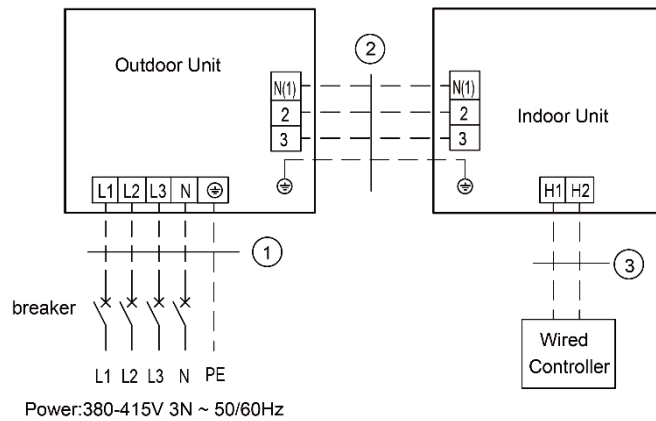 Outdoor Unit
N(1)
2
3
2
N(1)
2
3
Indoor Unit
L1 L2 L3 N
H1 H2
1
3
breaker
L1 L2 L3 N PE
Wired
Controller
Power:380-415V 3N ~ 50/60Hz